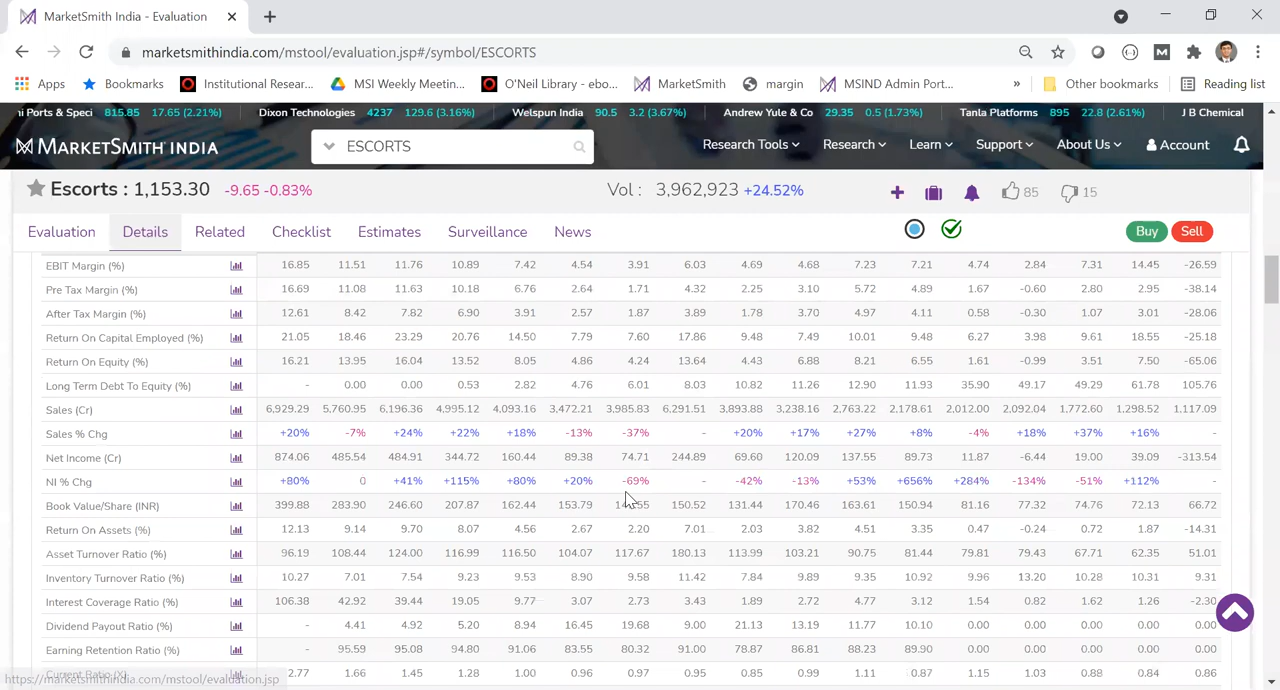 MarketSmith India - Evaluation
marketsmithindia.com/mstool/evaluation.jsp#/symbol/ESCORTS
Apps Bookmarks Institutional Resear... MSI Weekly Meetin... O'Neil Library - ebo... MarketSmith margin MSIND Admin Port... » Other bookmarks Reading list
ni Ports & Speci 815.85 17.65 (2.21%) Dixon Technologies 4237 129.6 (3.16%) Welspun India 90.5 3.2 (3.67%) Andrew Yule & Co 29.35 0.5 (1.73%) Tanla Platforms 895 22.8 (2.61%) J B Chemical
MARKETSMITH INDIA ESCORTS Research Tools Research Learn Support About Us Account
Escorts : 1,153.30 -9.65 -0.83% Vol : 3,962,923 +24.52% 85 15
Evaluation Details Related Checklist Estimates Surveillance News Buy Sell
EBIT Margin (%) 16.85 11.51 11.76 10.89 7.42 4.54 3.91 6.03 4.69 4.68 7.23 7.21 4.74 2.84 7.31 14.45 -26.59
Pre Tax Margin (%) 16.69 11.08 11.63 10.18 6.76 2.64 1.71 4.32 2.25 3.10 5.72 4.89 1.67 -0.60 2.80 2.95 -38.14
After Tax Margin (%) 12.61 8.42 7.82 6.90 3.91 2.57 1.87 3.89 1.78 3.70 4.97 4.11 0.58 -0.30 1.07 3.01 -28.06
Return On Capital Employed (%) 21.05 18.46 23.29 20.76 14.50 7.79 7.60 17.86 9.48 7.49 10.01 9.48 6.27 3.98 9.61 18.55 -25.18
Return On Equity (%) 16.21 13.95 16.04 13.52 8.05 4.86 4.24 13.64 4.43 6.88 8.21 6.55 1.61 -0.99 3.51 7.50 -65.06
Long Term Debt To Equity (%) - 0.00 0.00 0.53 2.82 4.76 6.01 8.03 10.82 11.26 12.90 11.93 35.90 49.17 49.29 61.78 105.76
Sales (Cr) 6,929.29 5,760.95 6,196.36 4,995.12 4,093.16 3,472.21 3,985.83 6,291.51 3,893.88 3,238.16 2,763.22 2,178.61 2,012.00 2,092.04 1,772.60 1,298.52 1,117.09
Sales % Chg +20% -7% +24% +22% +18% -13% -37% - +20% +17% +27% +8% -4% +18% +37% +16% -
Net Income (Cr) 874.06 485.54 484.91 344.72 160.44 89.38 74.71 244.89 69.60 120.09 137.55 89.73 11.87 -6.44 19.00 39.09 -313.54
NI % Chg +80% 0 +41% +115% +80% +20% -69% - -42% -13% +53% +656% +284% -134% -51% +112% -
Book Value/Share (INR) 399.88 283.90 246.60 207.87 162.44 153.79 150.52 131.44 170.46 163.61 150.94 81.16 77.32 74.76 72.13 66.72
Return On Assets (%) 12.13 9.14 9.70 8.07 4.56 2.67 2.20 7.01 2.03 3.82 4.51 3.35 0.47 -0.24 0.72 1.87 -14.31
Asset Turnover Ratio (%) 96.19 108.44 124.00 116.99 116.50 104.07 117.67 180.13 113.99 103.21 90.75 81.44 79.81 79.43 67.71 62.35 51.01
Inventory Turnover Ratio (%) 10.27 7.01 7.54 9.23 9.53 8.90 9.58 11.42 7.84 9.89 9.35 10.92 9.96 13.20 10.28 10.31 9.31
Interest Coverage Ratio (%) 106.38 42.92 39.44 19.05 9.77 3.07 2.73 3.43 1.89 2.72 4.77 3.12 1.54 0.82 1.62 1.26 -2.30
Dividend Payout Ratio (%) - 4.41 4.92 5.20 16.45 19.68 9.00 21.13 13.19 11.77 10.10 0.00 0.00 0.00 0.00 0.00
Earning Retention Ratio (%) - 95.59 95.08 94.80 91.06 83.55 80.32 91.00 78.87 86.81 88.23 89.90 0.00 0.00 0.00 0.00 0.00
2.77 1.66 1.45 1.28 1.00 0.96 0.97 0.95 0.85 0.99 1.11 0.87 1.15 1.03 0.88 0.84 0.86
https://marketsmithindia.com/mstool/evaluation.jsp